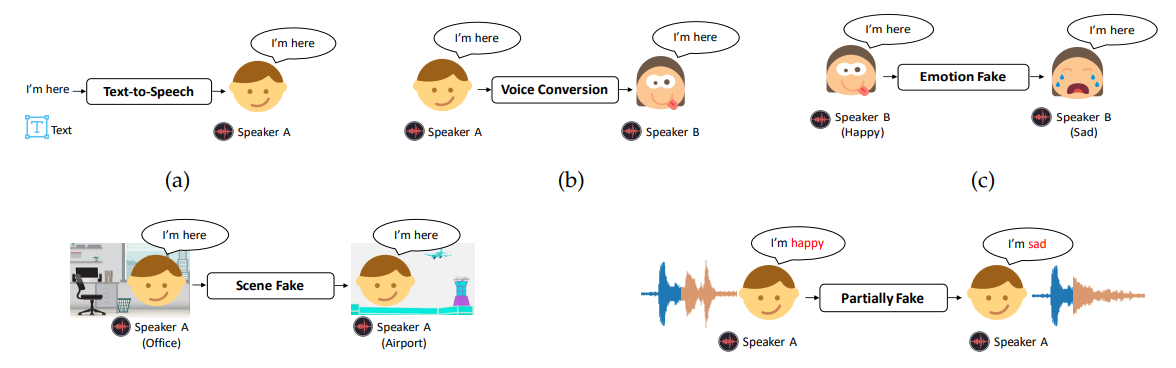 I'm here
I'm here
Text-to-Speech
T
Text
Speaker A
(a)
I'm here
I'm here
Voice Conversion
Speaker A
Speaker B
(b)
I'm here
I'm here
Emotion Fake
Speaker B
(Happy)
Speaker B
(Sad)
(c)
I'm here
I'm here
Scene Fake
Speaker A
(Office)
Speaker A
(Airport)
I'm happy
I'm sad
Partially Fake
Speaker A
Speaker A